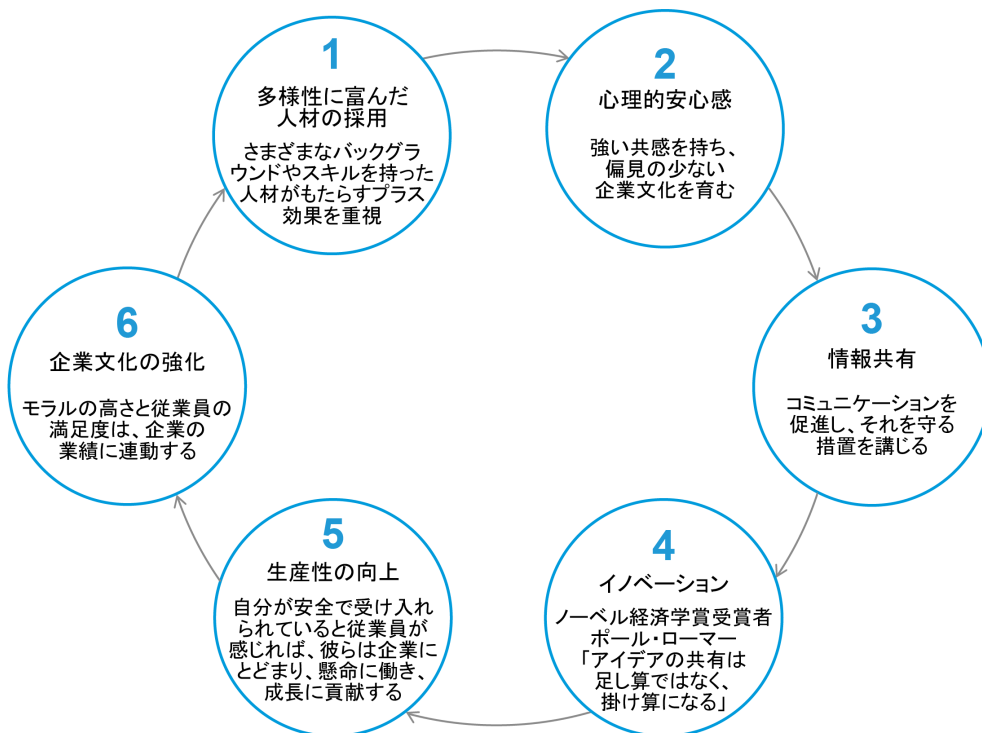 1
多様性に富んだ
人材の採用
さまざまなバックグラ
ウンドやスキルを持った
人材がもたらすプラス
効果を重視
2
心理的安心感
強い共感を持ち、
偏見の少ない
企業文化を育む
3
情報共有
コミュニケーションを
促進し、それを守る
措置を講じる
4
イノベーション
ノーベル経済学賞受賞者
ポール・ローマー
「アイデアの共有は
足し算ではなく、
掛け算になる」
5
生産性の向上
自分が安全で受け入れ
られていると従業員が
感じれば、彼らは企業に
とどまり、懸命に働き、
成長に貢献する
6
企業文化の強化
モラルの高さと従業員の
満足度は、企業の
業績に連動する